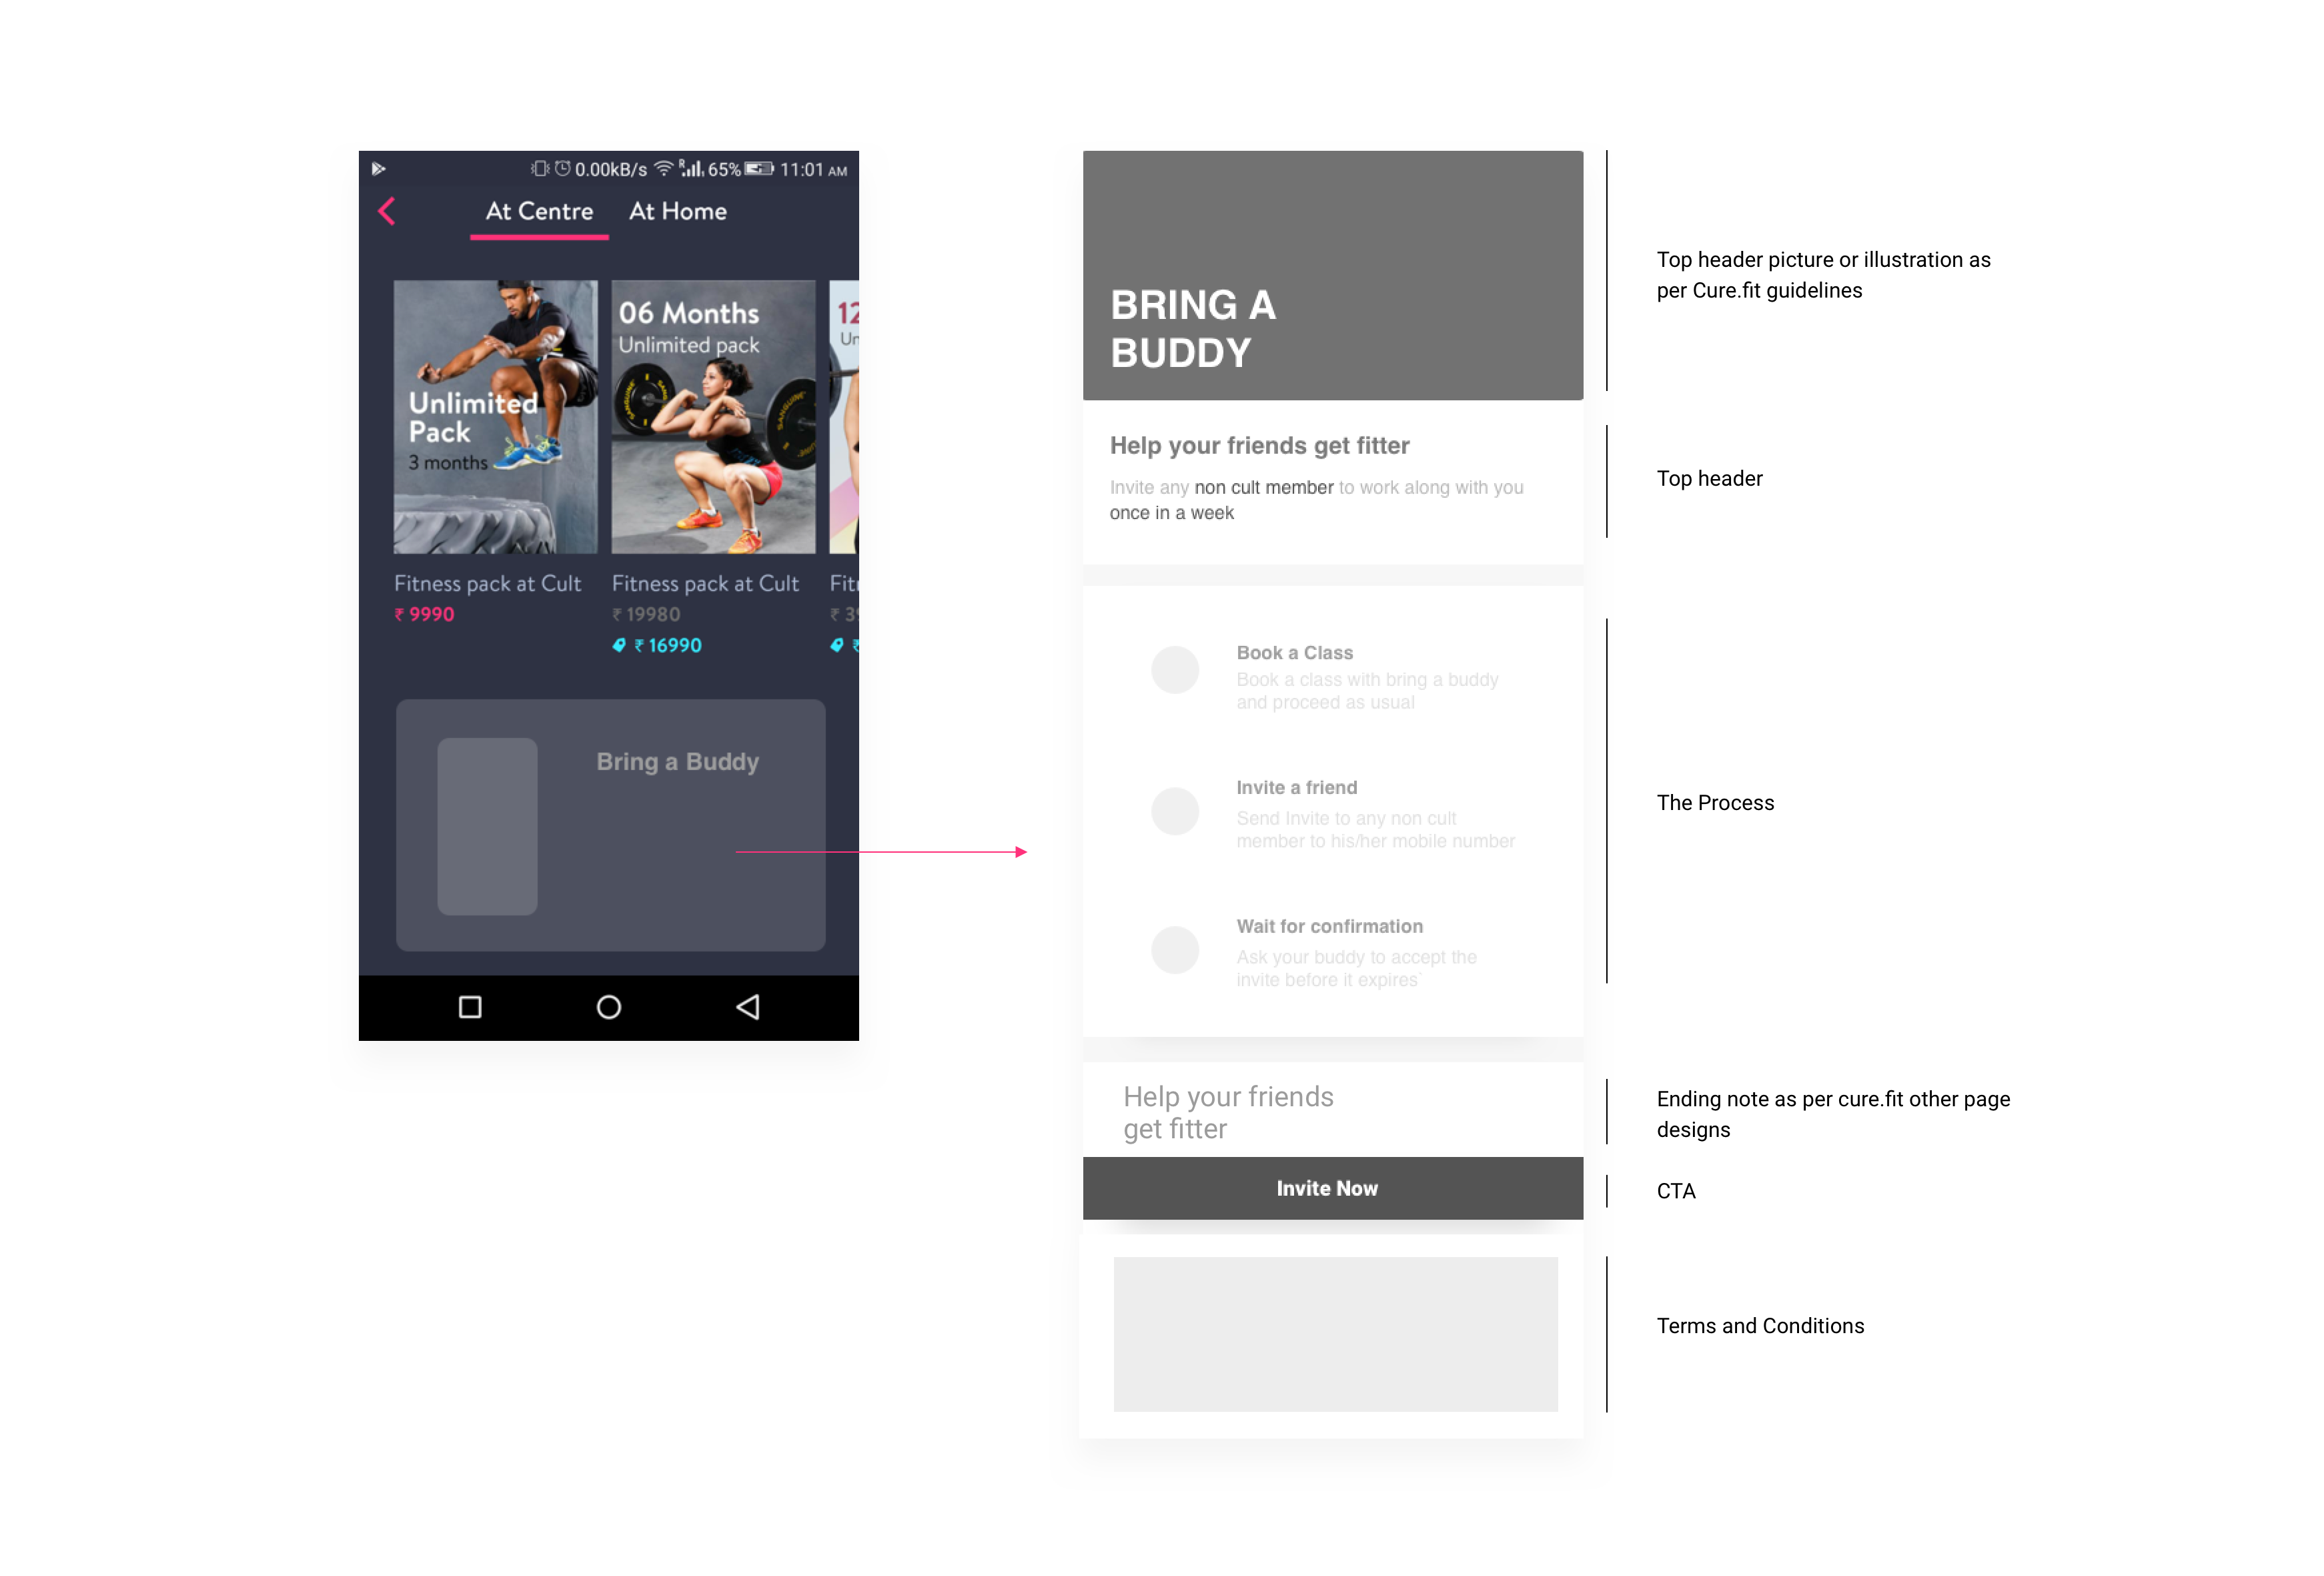 0.00kB/s R 65% 11:01 AM
At Centre At Home
Unlimited
Pack
3 months
06 Months
Unlimited pack
SANGUINE
SANGUINE
12
Un
Fitness pack at Cult
₹ 9990
Fitness pack at Cult
₹ 19980
₹ 16990
Fit
₹ 39
₹
Bring a Buddy
BRING A
BUDDY
Help your friends get fitter
Invite any non cult member to work along with you
once in a week
Book a Class
Book a class with bring a buddy
and proceed as usual
Invite a friend
Send Invite to any non cult
member to his/her mobile number
Wait for confirmation
Ask your buddy to accept the
invite before it expires`
Help your friends
get fitter
Invite Now
Top header picture or illustration as
per Cure.fit guidelines
Top header
The Process
Ending note as per cure.fit other page
designs
CTA
Terms and Conditions